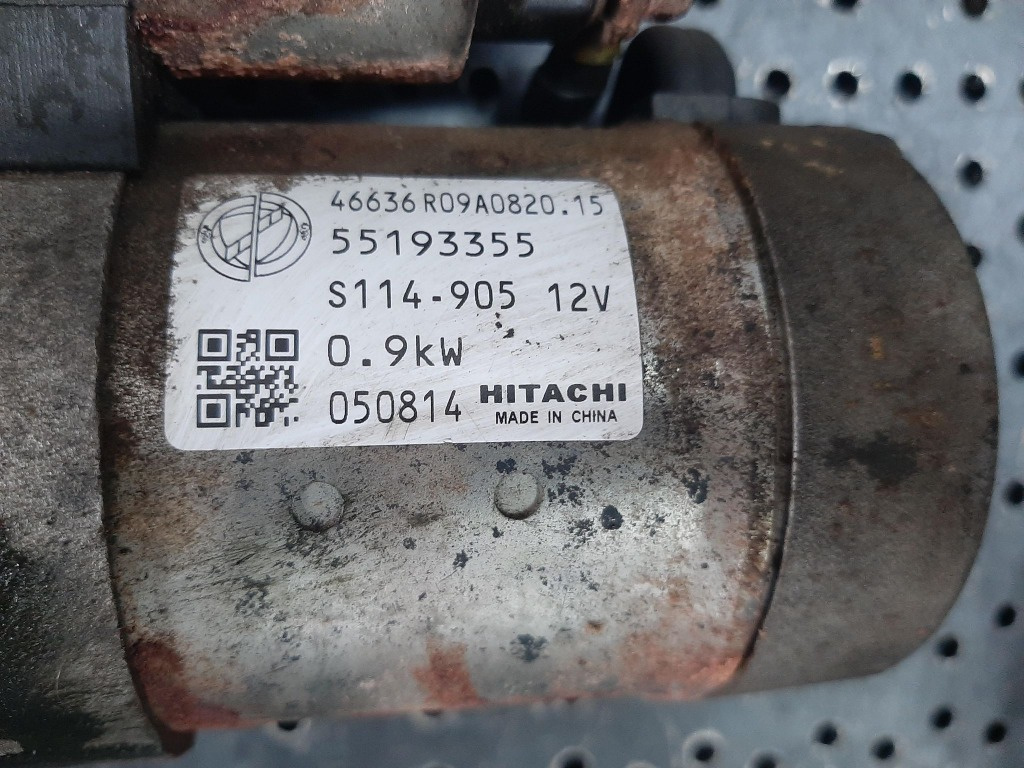 46636 R09A0820.15
55193355
S114-905 12V
0.9kW
050814 HITACHI
MADE IN CHINA